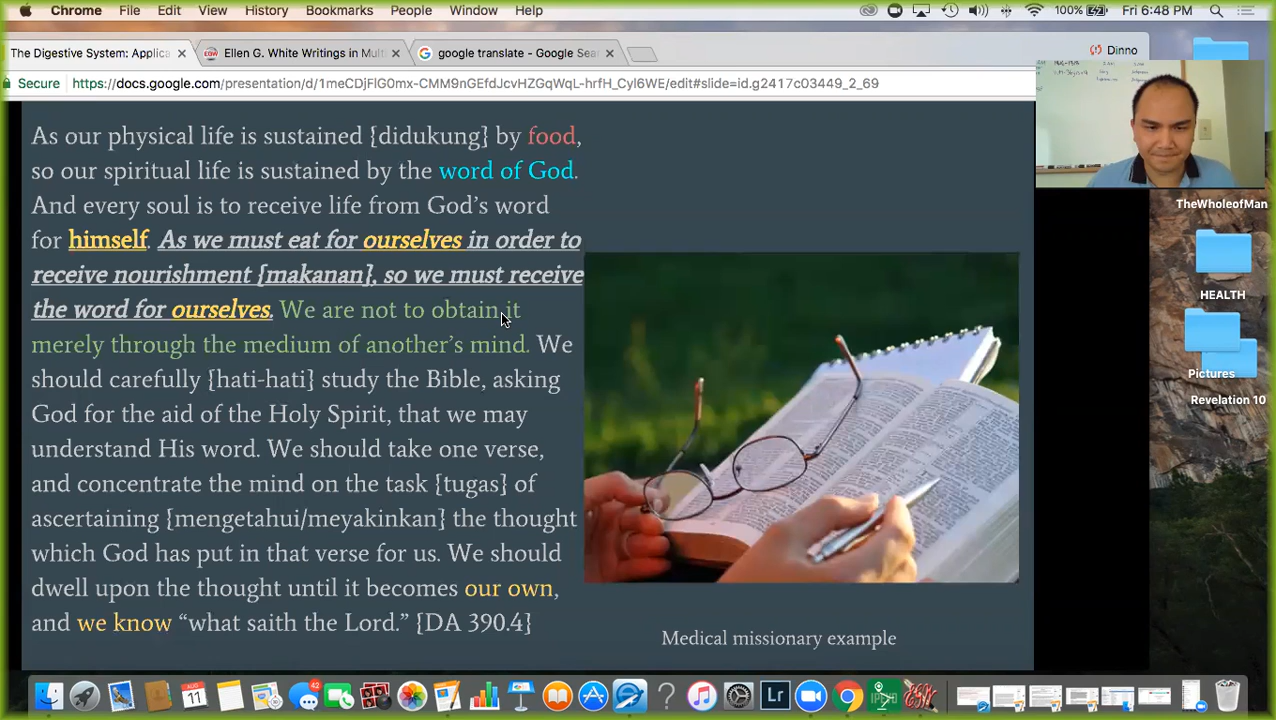 Chrome File Edit View History Bookmarks People Window Help 100% Fri 6:48 PM
The Digestive System: Applica Ellen G. White Writings in Mult google translate - Google Sear Dinno
Secure https://docs.google.com/presentation/d/1meCDjFlG0mx-CMM9nGEfdJcvHZGqWqL-hrfH_Cyl6WE/edit#slide=id.g2417c03449_2_69
As our physical life is sustained {didukung} by food,
so our spiritual life is sustained by the word of God.
And every soul is to receive life from God’s word
for himself. As we must eat for ourselves in order to
receive nourishment {makanan}, so we must receive
the word for ourselves. We are not to obtain it
merely through the medium of another’s mind. We
should carefully {hati-hati} study the Bible, asking
God for the aid of the Holy Spirit, that we may
understand His word. We should take one verse,
and concentrate the mind on the task {tugas} of
ascertaining {mengetahui/meyakinkan} the thought
which God has put in that verse for us. We should
dwell upon the thought until it becomes our own,
and we know “what saith the Lord.” {DA 390.4}
Medical missionary example
TheWholeofMan
HEALTH
Pictures
Revelation 10
42
AUG
11
Lr